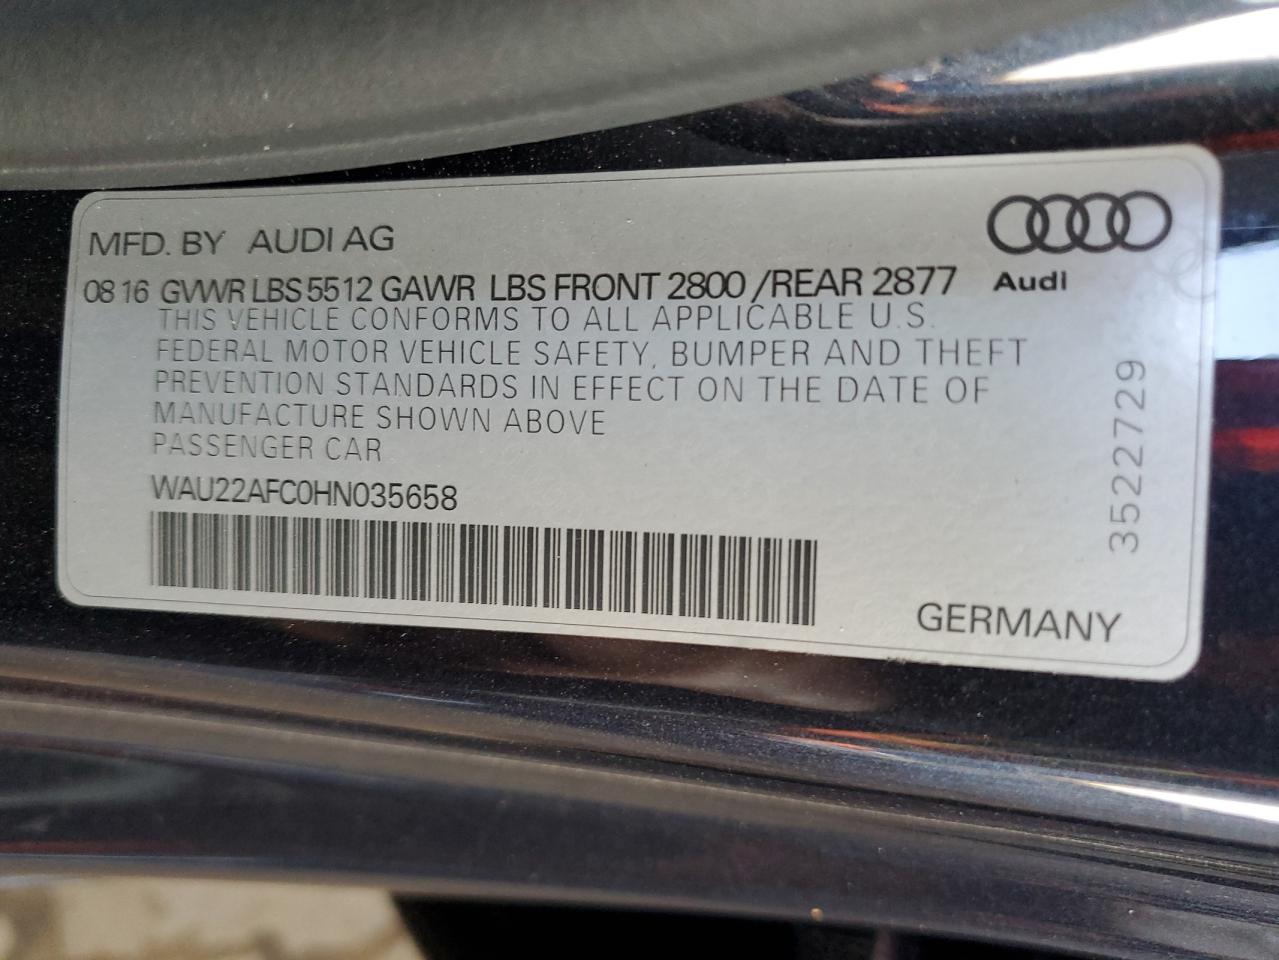 MFD. BY AUDI AG
Audi
08 16 GVWR LBS 5512 GAWR LBS FRONT 2800 /REAR 2877
THIS VEHICLE CONFORMS TO ALL APPLICABLE U.S.
FEDERAL MOTOR VEHICLE SAFETY, BUMPER AND THEFT
PREVENTION STANDARDS IN EFFECT ON THE DATE OF
MANUFACTURE SHOWN ABOVE
PASSENGER CAR
WAU22AFC0HN035658
3522729
GERMANY